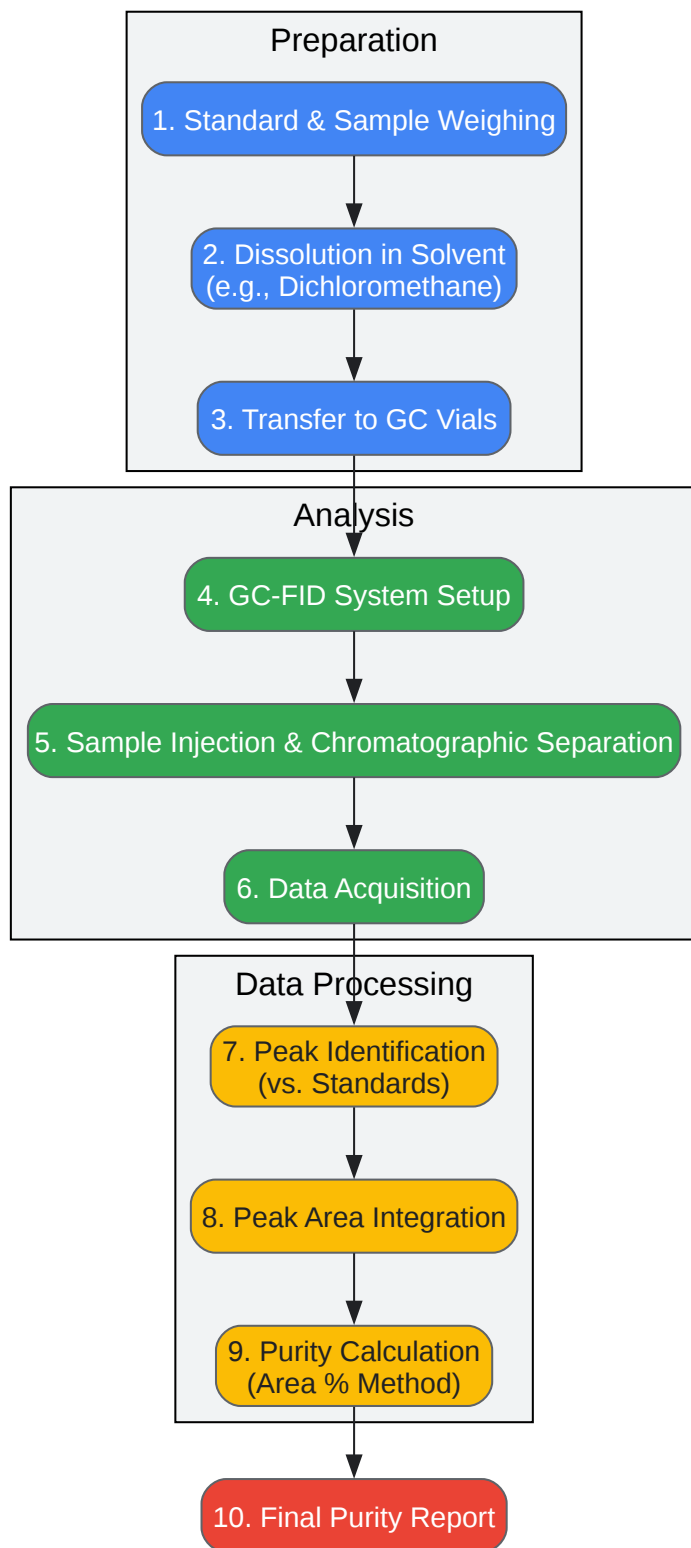 Preparation
1. Standard & Sample Weighing
2. Dissolution in Solvent
(e.g., Dichloromethane)
3. Transfer to GC Vials
Analysis
4. GC-FID System Setup
5. Sample Injection & Chromatographic Separation
6. Data Acquisition
Data Processing
7. Peak Identification
(vs. Standards)
8. Peak Area Integration
9. Purity Calculation
(Area % Method)
10. Final Purity Report